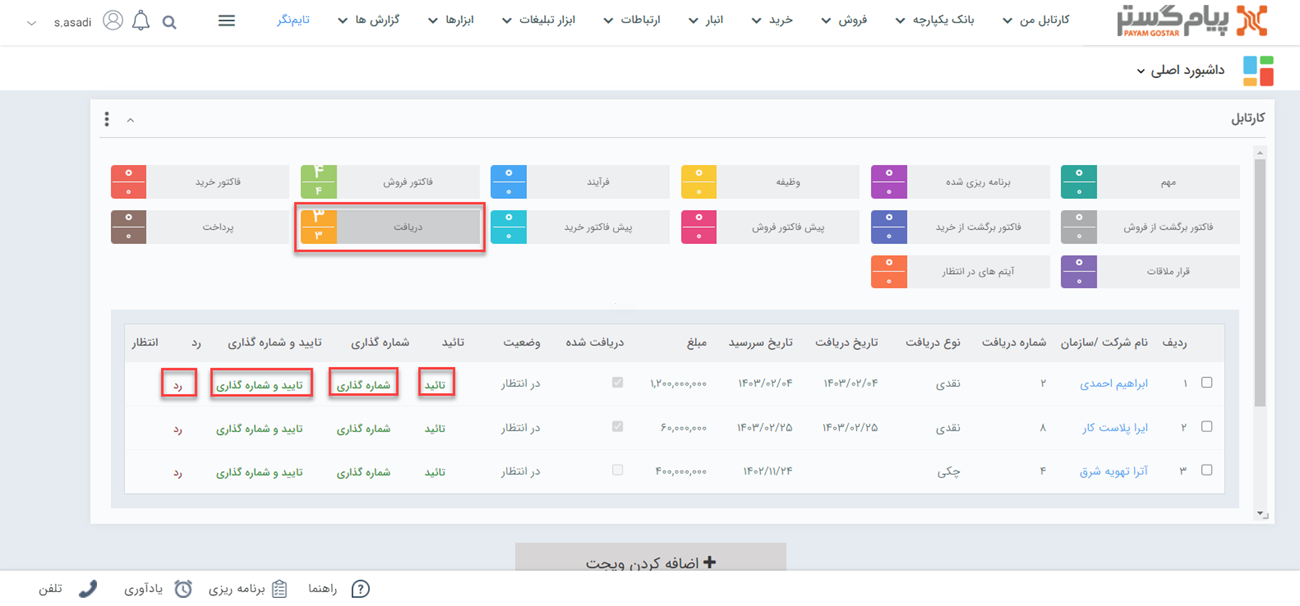 پیام گستر PAYAM GOSTAR کارتابل من بانک یکپارچه فروش خرید انبار ارتباطات ابزار تبلیغات ابزارها گزارش ها تایم‌نگر s.asadi
داشبورد اصلی
کارتابل
مهم ۰ ۰ برنامه ریزی شده ۰ ۰ وظیفه ۰ ۰ فرآیند ۰ ۰ فاکتور فروش ۴ ۴ فاکتور خرید ۰ ۰
فاکتور برگشت از فروش ۰ ۰ فاکتور برگشت از خرید ۰ ۰ پیش فاکتور فروش ۰ ۰ پیش فاکتور خرید ۰ ۰ دریافت ۳ ۳ پرداخت ۰ ۰
قرار ملاقات ۰ ۰ آیتم های در انتظار ۰ ۰
ردیف نام شرکت /سازمان شماره دریافت نوع دریافت تاریخ دریافت تاریخ سررسید مبلغ دریافت شده وضعیت تائید شماره گذاری تایید و شماره گذاری رد انتظار
۱ ابراهیم احمدی ۲ نقدی ۱۴۰۳/۰۲/۰۴ ۱۴۰۳/۰۲/۰۴ ۱,۲۰۰,۰۰۰,۰۰۰ در انتظار تائید شماره گذاری تایید و شماره گذاری رد
۲ ایرا پلاست کار ۸ نقدی ۱۴۰۳/۰۲/۲۵ ۱۴۰۳/۰۲/۲۵ ۶۰,۰۰۰,۰۰۰ در انتظار تائید شماره گذاری تایید و شماره گذاری رد
۳ آترا تهویه شرق ۴ چکی ۱۴۰۲/۱۱/۲۴ ۴۰۰,۰۰۰,۰۰۰ در انتظار تائید شماره گذاری تایید و شماره گذاری رد
اضافه کردن ویجت
راهنما برنامه ریزی یادآوری تلفن